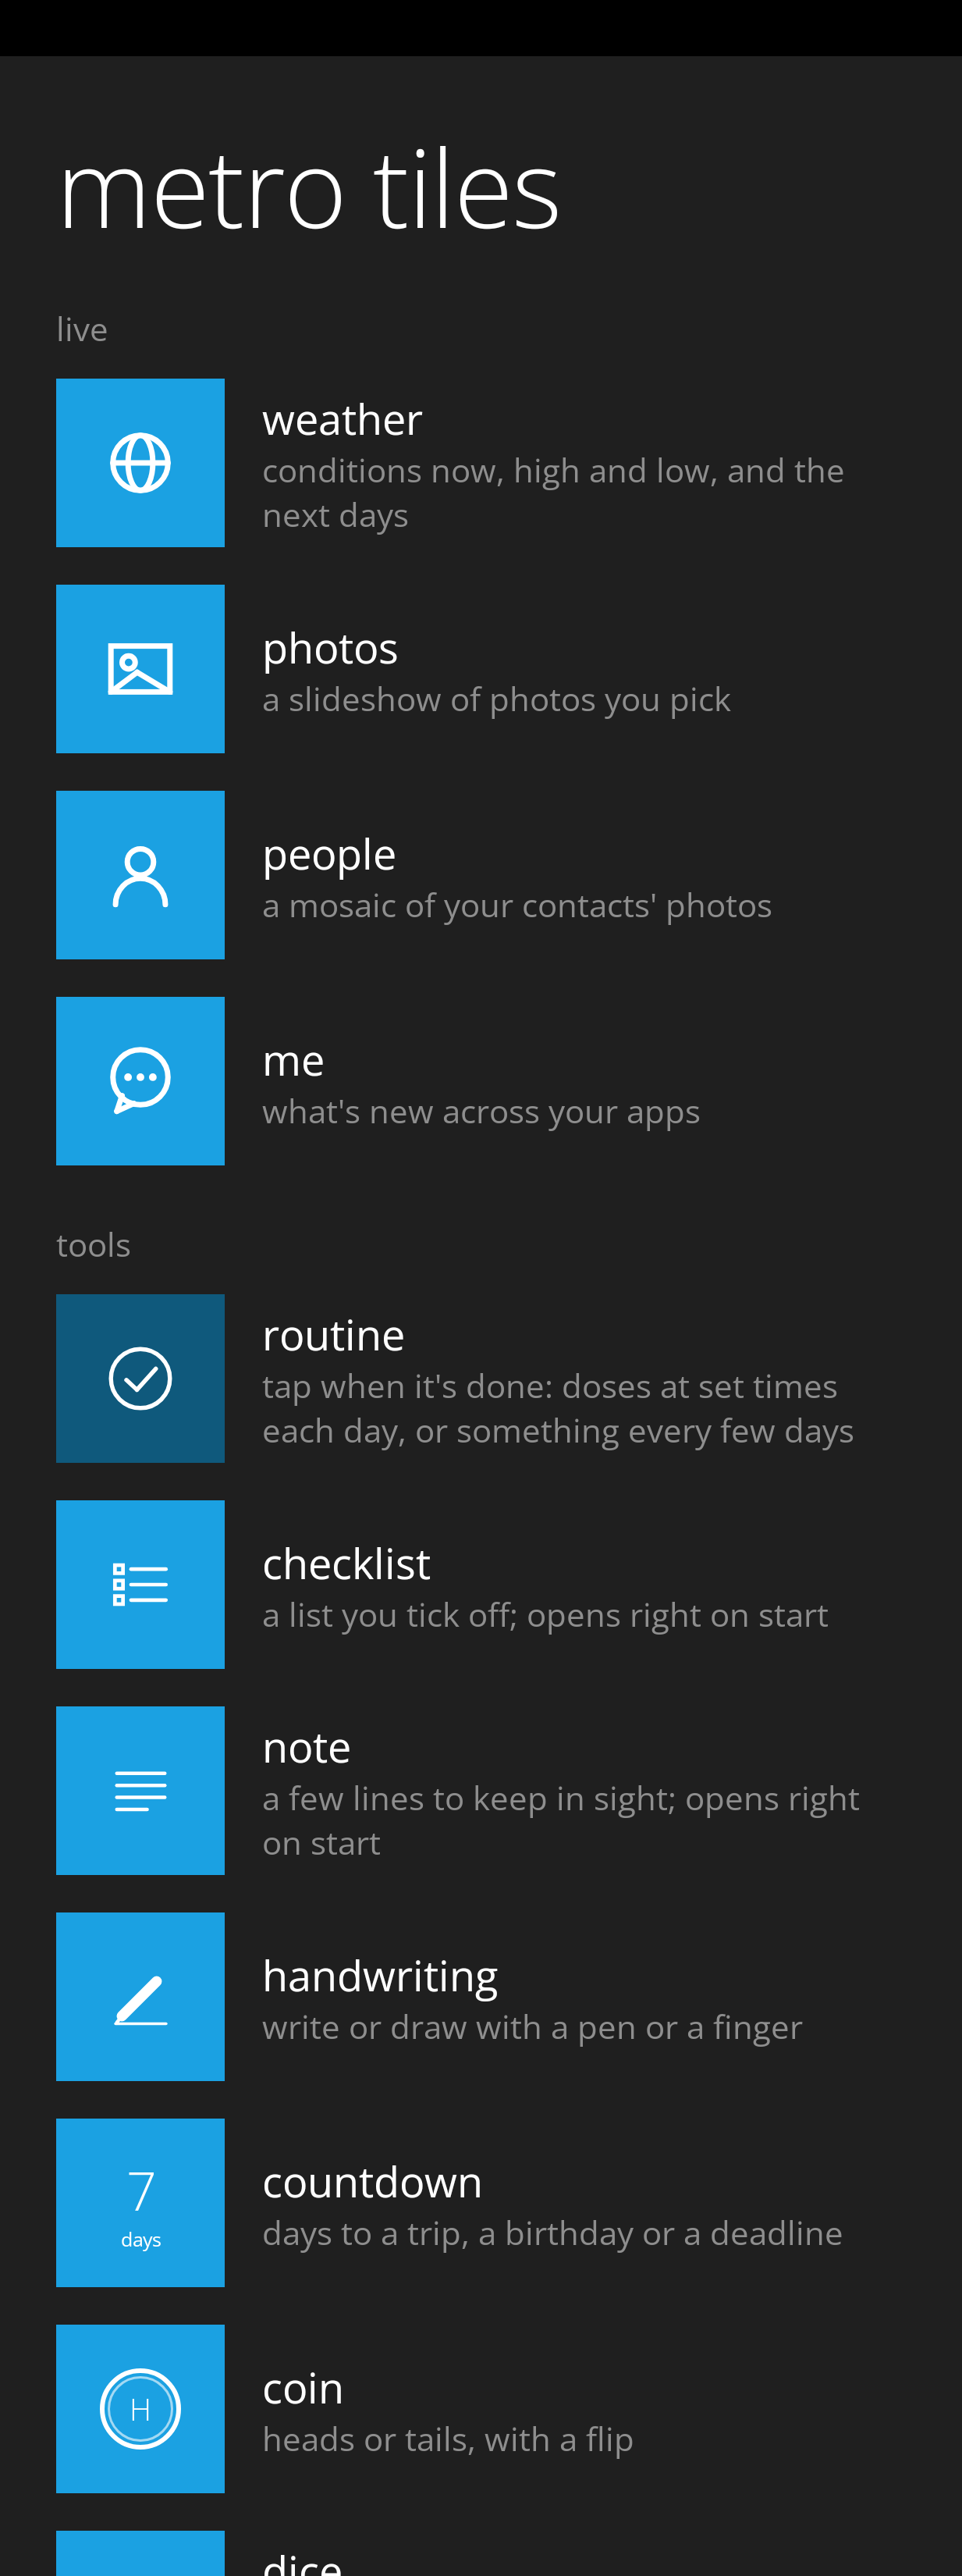 metro tiles
live
weather
conditions now, high and low, and the
next days
photos
a slideshow of photos you pick
people
a mosaic of your contacts' photos
me
what's new across your apps
tools
routine
tap when it's done: doses at set times
each day, or something every few days
checklist
a list you tick off; opens right on start
note
a few lines to keep in sight; opens right
on start
handwriting
write or draw with a pen or a finger
7
days
countdown
days to a trip, a birthday or a deadline
H
coin
heads or tails, with a flip
dice